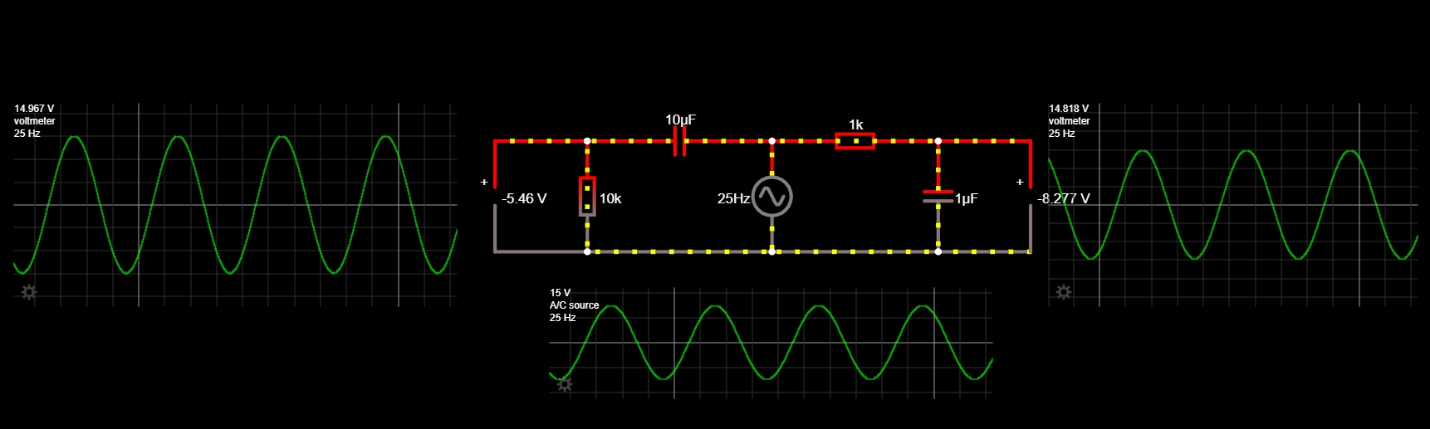 14.967 V
voltmeter
25 Hz
10µF
1k
+
-5.46 V
10k
25Hz
1µF
+
-8.277 V
14.818 V
voltmeter
25 Hz
15 V
A/C source
25 Hz